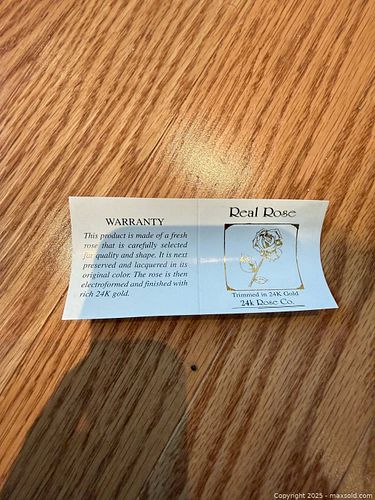 WARRANTY
This product is made of a fresh
rose that is carefully selected
for quality and shape. It is next
preserved and lacquered in its
original color. The rose is then
electroformed and finished with
rich 24K gold.
Real Rose
Trimmed in 24K Gold
24k Rose Co.
Copyright 2025 - maxsold.com